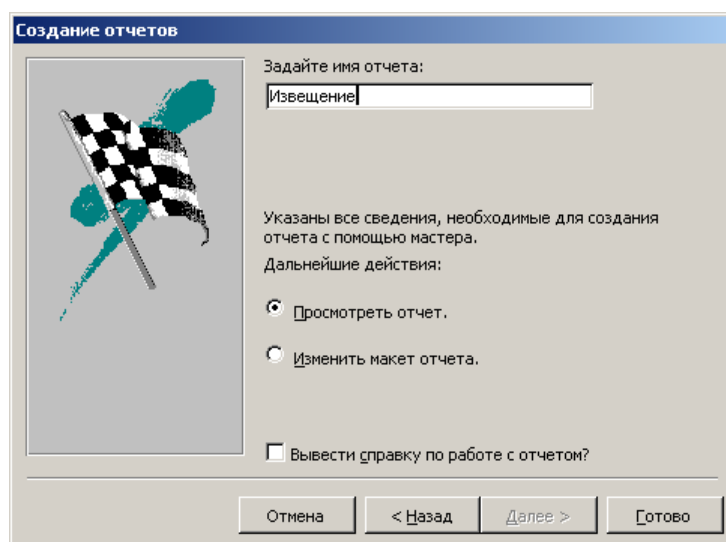 Создание отчетов
Задайте имя отчета:
Извещение
Указаны все сведения, необходимые для создания
отчета с помощью мастера.
Дальнейшие действия:
Просмотреть отчет.
Изменить макет отчета.
Вывести справку по работе с отчетом?
Отмена
< Назад
Далее >
Готово